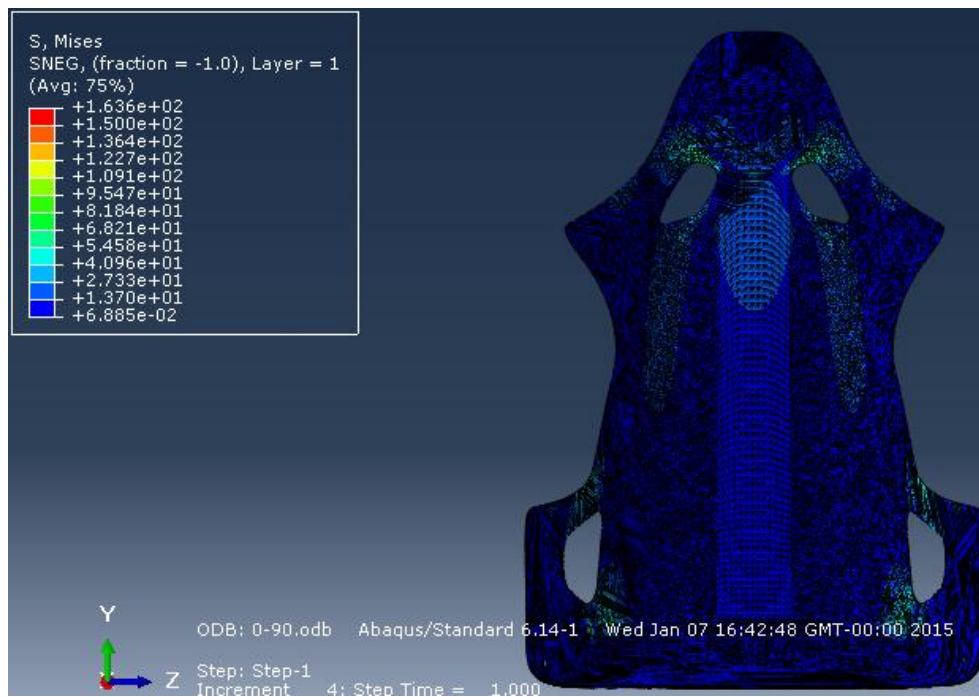 S, Mises
SNEG, (fraction = -1.0), Layer = 1
(Avg: 75%)
+1.636e+02
+1.500e+02
+1.364e+02
+1.227e+02
+1.091e+02
+9.547e+01
+8.184e+01
+6.821e+01
+5.458e+01
+4.096e+01
+2.733e+01
+1.370e+01
+6.885e-02
Y
Z
ODB: 0-90.odb Abaqus/Standard 6.14-1 Wed Jan 07 16:42:48 GMT-00:00 2015
Step: Step-1
Increment 4: Step Time = 1.000